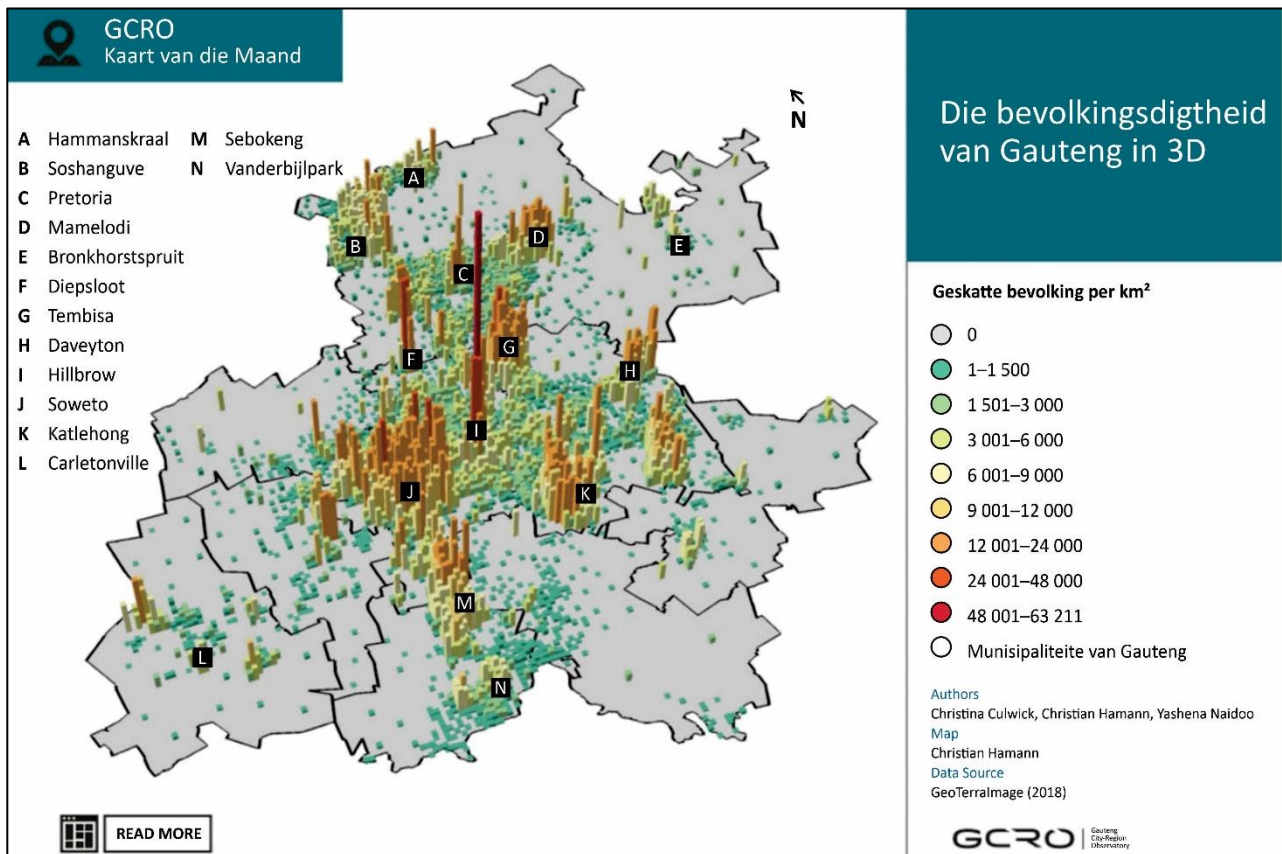 GCRO
Kaart van die Maand
Die bevolkingsdigtheid
van Gauteng in 3D
N
A Hammanskraal
B Soshanguve
C Pretoria
D Mamelodi
E Bronkhorstspruit
F Diepsloot
G Tembisa
H Daveyton
I Hillbrow
J Soweto
K Katlehong
L Carletonville
M Sebokeng
N Vanderbijlpark
A
B
C
D
E
F
G
H
I
J
K
L
M
N
Geskatte bevolking per km²
0
1–1 500
1 501–3 000
3 001–6 000
6 001–9 000
9 001–12 000
12 001–24 000
24 001–48 000
48 001–63 211
Munisipaliteite van Gauteng
Authors
Christina Culwick, Christian Hamann, Yashena Naidoo
Map
Christian Hamann
Data Source
GeoTerraImage (2018)
READ MORE
GCRO
Gauteng
City-Region
Observatory